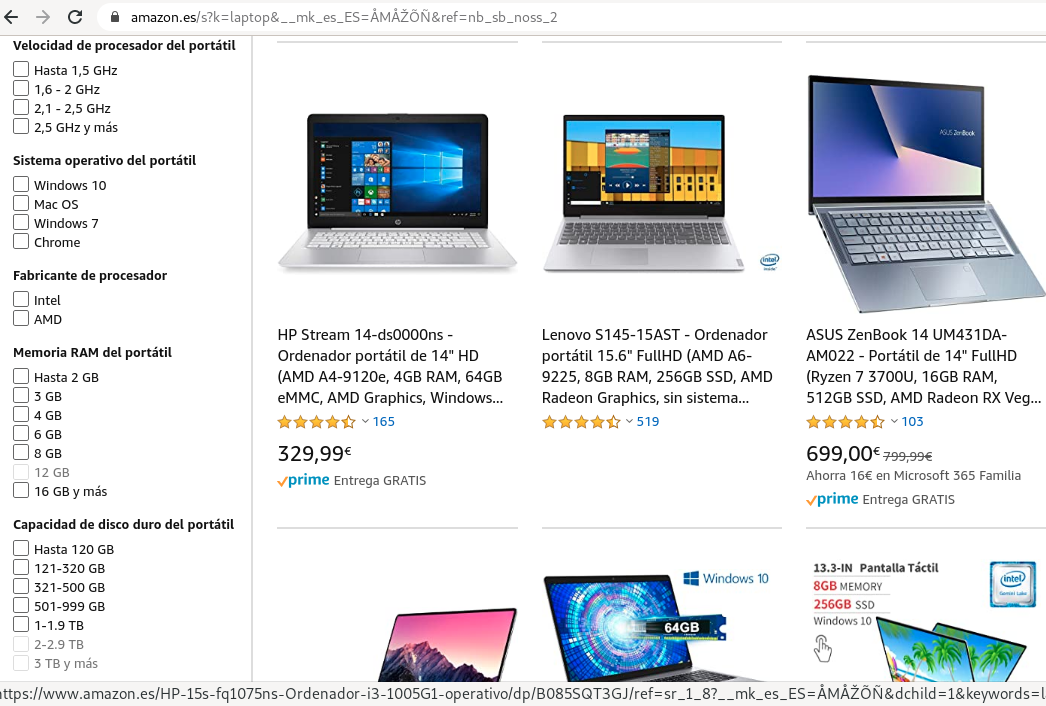 amazon.es/s?k=laptop&__mk_es_ES=ÅMÅŽÕÑ&ref=nb_sb_noss_2
Velocidad de procesador del portátil
Hasta 1,5 GHz
1,6 - 2 GHz
2,1 - 2,5 GHz
2,5 GHz y más
Sistema operativo del portátil
Windows 10
Mac OS
Windows 7
Chrome
Fabricante de procesador
Intel
AMD
Memoria RAM del portátil
Hasta 2 GB
3 GB
4 GB
6 GB
8 GB
12 GB
16 GB y más
Capacidad de disco duro del portátil
Hasta 120 GB
121-320 GB
321-500 GB
501-999 GB
1-1.9 TB
2-2.9 TB
3 TB y más
HP Stream 14-ds0000ns -
Ordenador portátil de 14" HD
(AMD A4-9120e, 4GB RAM, 64GB
eMMC, AMD Graphics, Windows...
165
329,99€
prime Entrega GRATIS
intel
inside
Lenovo S145-15AST - Ordenador
portátil 15.6" FullHD (AMD A6-
9225, 8GB RAM, 256GB SSD, AMD
Radeon Graphics, sin sistema...
519
ASUS ZenBook
ASUS ZenBook 14 UM431DA-
AM022 - Portátil de 14" FullHD
(Ryzen 7 3700U, 16GB RAM,
512GB SSD, AMD Radeon RX Veg...
103
699,00€ 799,99€
Ahorra 16€ en Microsoft 365 Familia
prime Entrega GRATIS
Windows 10
64GB
13.3-IN Pantalla Táctil
8GB MEMORY
256GB SSD
Windows 10
intel
Gemini Lake
https://www.amazon.es/HP-15s-fq1075ns-Ordenador-i3-1005G1-operativo/dp/B085SQT3GJ/ref=sr_1_8?__mk_es_ES=ÅMÅŽÕÑ&dchild=1&keywords=l